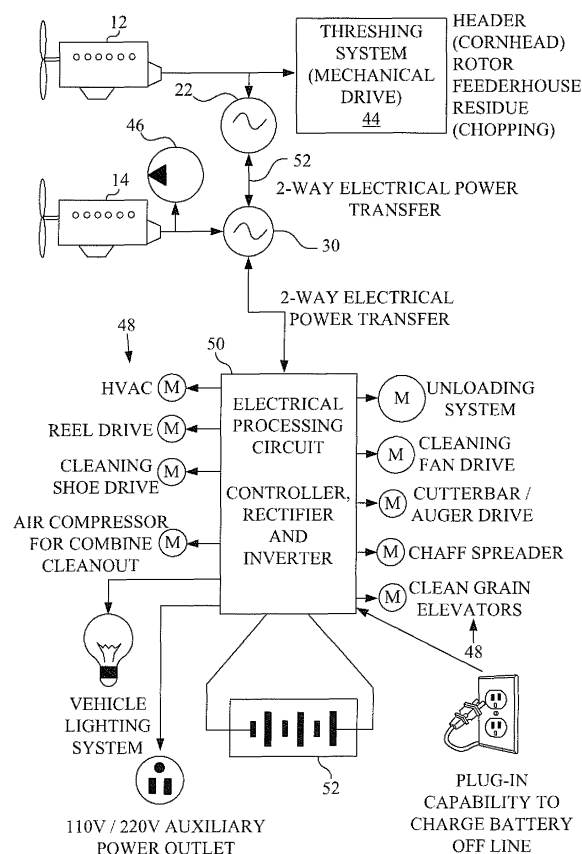 12
THRESHING
SYSTEM
(MECHANICAL
DRIVE)
44
HEADER
(CORNHEAD)
ROTOR
FEEDERHOUSE
RESIDUE
(CHOPPING)
22
46
52
2-WAY ELECTRICAL POWER
TRANSFER
14
30
2-WAY ELECTRICAL
POWER TRANSFER
48
50
HVAC
M
REEL DRIVE
M
CLEANING
SHOE DRIVE
M
AIR COMPRESSOR
FOR COMBINE
CLEANOUT
M
ELECTRICAL
PROCESSING
CIRCUIT
CONTROLLER,
RECTIFIER
AND
INVERTER
M
UNLOADING
SYSTEM
M
CLEANING
FAN DRIVE
M
CUTTERBAR /
AUGER DRIVE
M
CHAFF SPREADER
M
CLEAN GRAIN
ELEVATORS
48
VEHICLE
LIGHTING
SYSTEM
52
110V / 220V AUXILIARY
POWER OUTLET
PLUG-IN
CAPABILITY TO
CHARGE BATTERY
OFF LINE